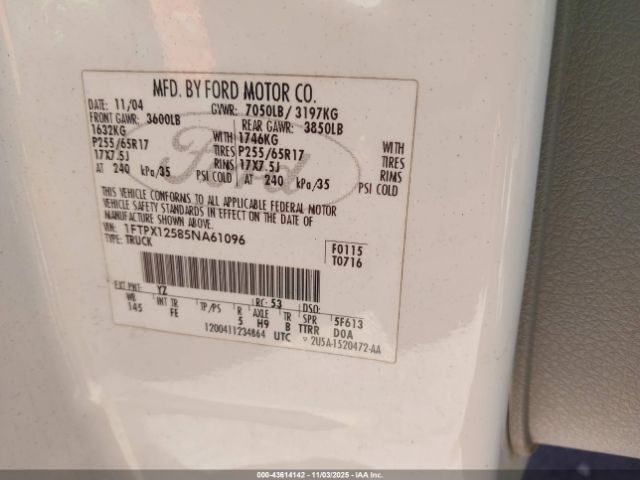 MFD. BY FORD MOTOR CO.
DATE: 11/04 GVWR: 7050LB/ 3197KG
FRONT GAWR: 3600LB REAR GAWR: 3850LB
1632KG WITH 1746KG WITH
P255/65R17 TIRES P255/65R17 TIRES
17X7.5J RIMS 17X7.5J RIMS
AT 240 kPa/35 PSI COLD AT 240 kPa/35 PSI COLD
THIS VEHICLE CONFORMS TO ALL APPLICABLE FEDERAL MOTOR
VEHICLE SAFETY STANDARDS IN EFFECT ON THE DATE OF
MANUFACTURE SHOWN ABOVE.
VIN: 1FTPX12585NA61096 F0115
TYPE: TRUCK T0716
EXT PNT: YZ RC: 53 DSO:
WB INT TR TP/PS R AXLE TR SPR 5F613
145 FE 5 H9 B TTRR DOA
1200411234864 UTC 2U5A-1520472-AA
Ford
000-43614142 - 11/03/2025 - IAAI COPYRIGHT